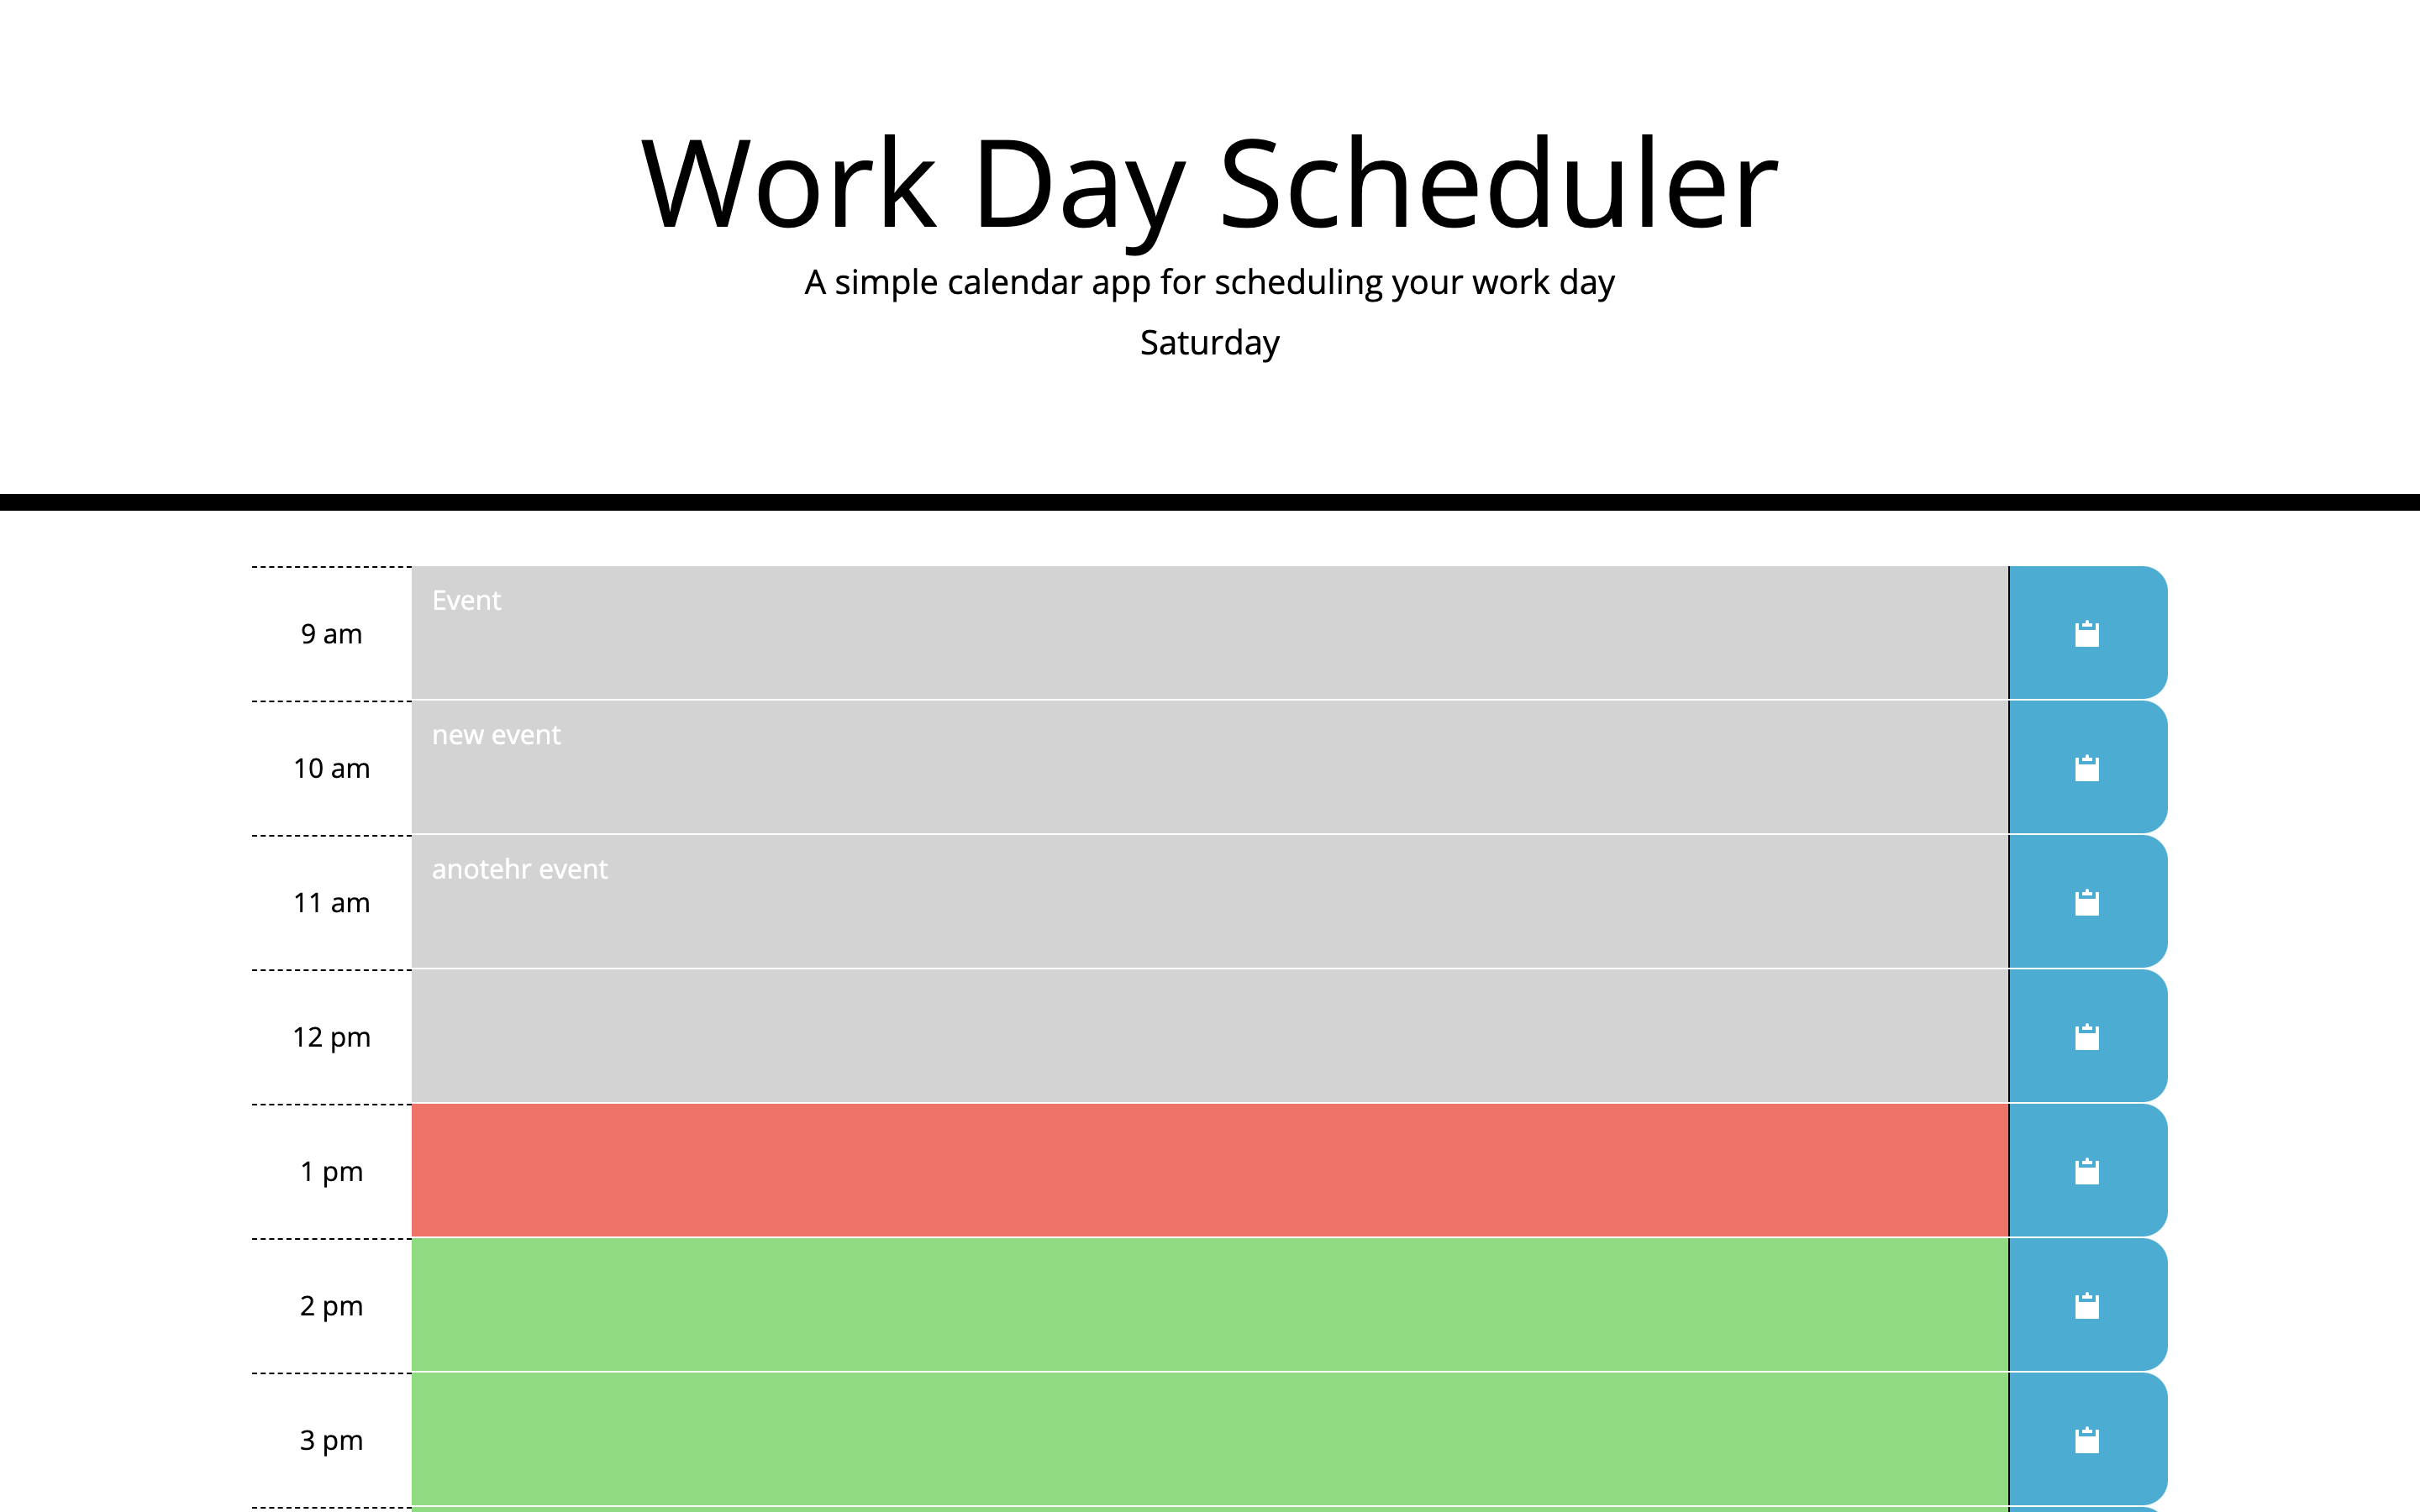 Work Day Scheduler
A simple calendar app for scheduling your work day
Saturday
9 am
Event
10 am
new event
11 am
anotehr event
12 pm
1 pm
2 pm
3 pm